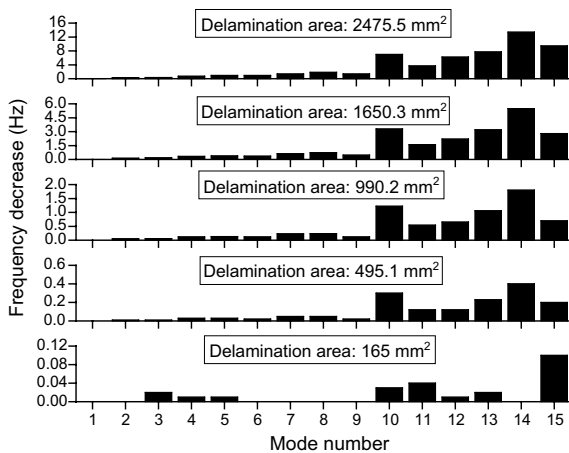 Frequency decrease (Hz)
Delamination area: 2475.5 mm²
16
12
8
4
0
Delamination area: 1650.3 mm²
6.0
4.5
3.0
1.5
0.0
Delamination area: 990.2 mm²
2.0
1.5
1.0
0.5
0.0
Delamination area: 495.1 mm²
0.6
0.4
0.2
0.0
Delamination area: 165 mm²
0.12
0.08
0.04
0.00
1 2 3 4 5 6 7 8 9 10 11 12 13 14 15
Mode number